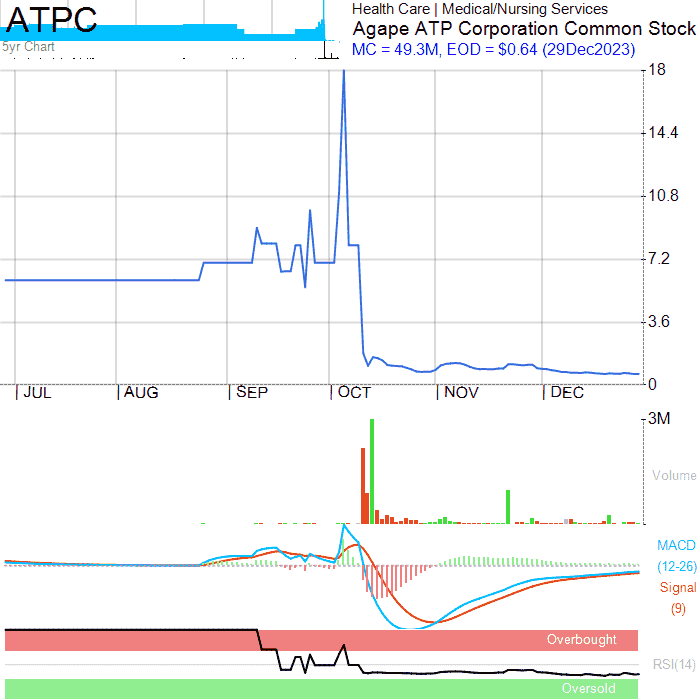 ATPC
5yr Chart
Health Care | Medical/Nursing Services
Agape ATP Corporation Common Stock
MC = 49.3M, EOD = $0.64 (29Dec2023)
18
14.4
10.8
7.2
3.6
0
|JUL |AUG |SEP |OCT |NOV |DEC
3M
Volume
MACD
(12-26)
Signal
(9)
Overbought
RSI(14)
Oversold